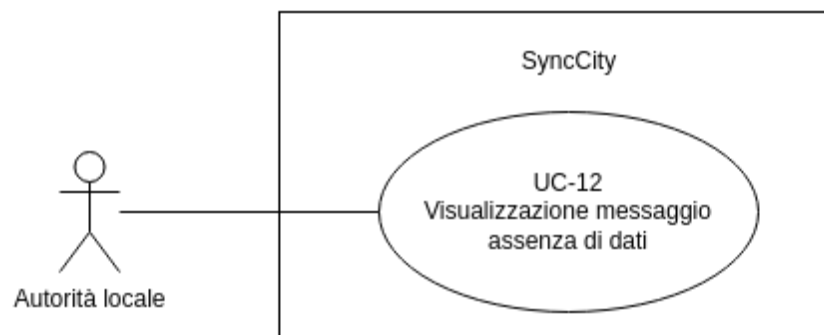 SyncCity
UC-12
Visualizzazione messaggio
assenza di dati
Autorità locale